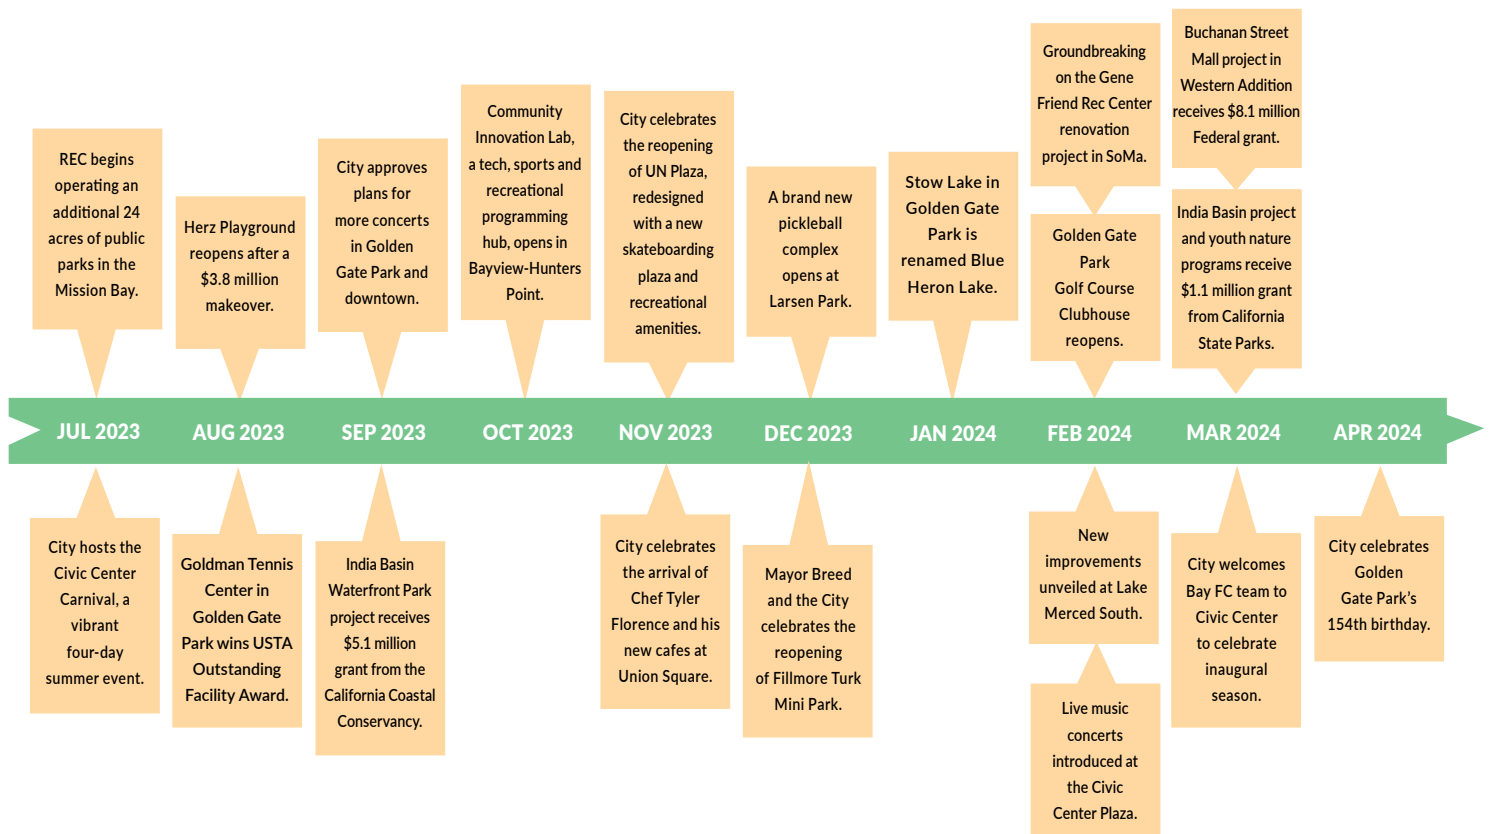 REC begins
operating an
additional 24
acres of public
parks in the
Mission Bay.
Herz Playground
reopens after a
$3.8 million
makeover.
City approves
plans for
more concerts
in Golden
Gate Park and
downtown.
Community
Innovation Lab,
a tech, sports and
recreational
programming
hub, opens in
Bayview-Hunters
Point.
City celebrates
the reopening
of UN Plaza,
redesigned
with a new
skateboarding
plaza and
recreational
amenities.
A brand new
pickleball
complex
opens at
Larsen Park.
Stow Lake in
Golden Gate
Park is
renamed Blue
Heron Lake.
Groundbreaking
on the Gene
Friend Rec Center
renovation
project in SoMa.
Golden Gate
Park
Golf Course
Clubhouse
reopens.
Buchanan Street
Mall project in
Western Addition
receives $8.1 million
Federal grant.
India Basin project
and youth nature
programs receive
$1.1 million grant
from California
State Parks.
JUL 2023
AUG 2023
SEP 2023
OCT 2023
NOV 2023
DEC 2023
JAN 2024
FEB 2024
MAR 2024
APR 2024
City hosts the
Civic Center
Carnival, a
vibrant
four-day
summer event.
Goldman Tennis
Center in
Golden Gate
Park wins USTA
Outstanding
Facility Award.
India Basin
Waterfront Park
project receives
$5.1 million
grant from the
California Coastal
Conservancy.
City celebrates
the arrival of
Chef Tyler
Florence and his
new cafes at
Union Square.
Mayor Breed
and the City
celebrates the
reopening
of Fillmore Turk
Mini Park.
New
improvements
unveiled at Lake
Merced South.
Live music
concerts
introduced at
the Civic
Center Plaza.
City welcomes
Bay FC team to
Civic Center
to celebrate
inaugural
season.
City celebrates
Golden
Gate Park's
154th birthday.